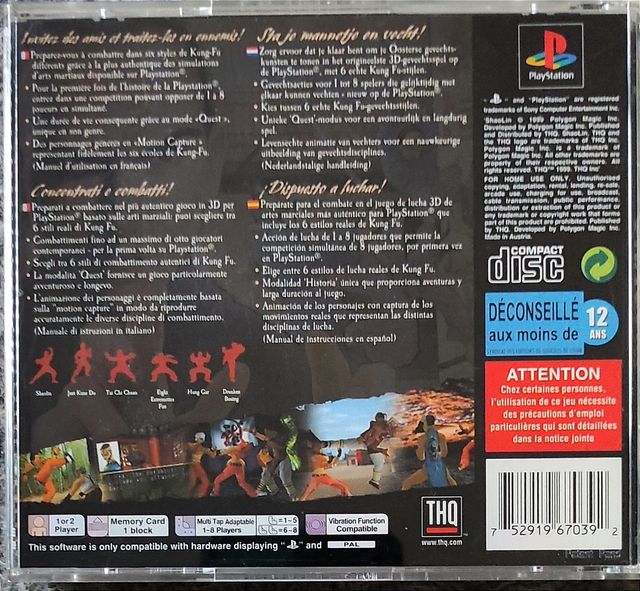 Invitez des amis et traitez-les en ennemis!
Preparez-vous à combattre dans six styles de Kung-Fu
différents grâce à la plus authentique des simulations
d'arts martiaux disponible sur Playstation®.
• Pour la première fois de l'histoire de la Playstation®,
entrez dans une competition pouvant opposer de 1 à 8
joueurs en simultané.
• Une durée de vie conséquente grâce au mode «Quest»,
unique en son genre.
• Des personnages générés en «Motion Capture»
représentant fidèlement les six écoles de Kung-Fu.
(Manuel d'utilisation en français)
Concentrati e combatti!
Preparati a combattere nel più autentico gioco in 3D per
PlayStation® basato sulle arti marziali: puoi scegliere tra
6 stili reali di Kung Fu.
• Combattimenti fino ad un massimo di otto giocatori
contemporanei - per la prima volta su PlayStation®.
• Scegli tra 6 stili di combattimento autentici di Kung Fu.
• La modalità 'Quest' fornisce un gioco particolarmente
avventuroso e longevo.
• L'animazione dei personaggi è completamente basata
sulla "motion capture" in modo da riprodurre
accuratamente le diverse discipline di combattimento.
(Manuale di istruzioni in italiano)
Sta je mannetje en vecht!
Zorg ervoor dat je klaar bent om je Oosterse gevechts-
kunsten te tonen in het origineelste 3D-gevechtsspel op
de PlayStation®, met 6 echte Kung Fu-stijlen.
• Gevechtsacties voor 1 tot 8 spelers die gelijktijdig met
elkaar kunnen vechten - nieuw op de PlayStation®.
• Kies tussen 6 echte Kung Fu-gevechtsstijlen.
• Unieke 'Quest'-modus voor een avontuurlijk en langdurig
spel.
• Levensechte animatie van vechters voor een nauwkeurige
uitbeelding van gevechtsdisciplines.
(Nederlandstalige handleiding)
¡Dispuesto a luchar!
Prepárate para el combate en el juego de lucha 3D de
artes marciales más auténtico para PlayStation® que
incluye los 6 estilos reales de Kung Fu.
• Acción de lucha de 1 a 8 jugadores que permite la
competición simultánea de 8 jugadores, por primera vez
en PlayStation®.
• Elige entre 6 estilos de lucha reales de Kung Fu.
• Modalidad 'Historia' única que proporciona aventuras y
larga duración al juego.
• Animación de los personajes con captura de los
movimientos reales que representan las distintas
disciplinas de lucha.
(Manual de instrucciones en español)
PlayStation
"PS" and "PlayStation" are registered
trademarks of Sony Computer Entertainment Inc.
'ShaoLin' © 1999 Polygon Magic Inc.
Developed by Polygon Magic Inc. Published
and Distributed by THQ. ShaoLin. THQ and
the THQ logo are trademarks of THQ Inc.
Polygon Magic Inc. is a trademark of
Polygon Magic Inc. All other trademarks are
property of their respective owners. All
rights reserved. THQ™ 1999. THQ Inc'
FOR HOME USE ONLY. Unauthorised
copying, adaptation, rental, lending, re-sale,
arcade use, charging for use, broadcast,
cable transmission, public performance,
distribution or extraction of this product or
any trademark or copyright work that forms
part of this product are prohibited. Published
by THQ. Developed by Polygon Magic Inc.
Made in Austria.
COMPACT
disc
DÉCONSEILLÉ
aux moins de
12
ANS
SYNDICAT DES EDITEURS DE LOGICIELS DE LOISIRS
ATTENTION
Chez certaines personnes,
l'utilisation de ce jeu nécessite
des précautions d'emploi
particulières qui sont détaillées
dans la notice jointe
Shaolin
Jeet Kune Do
Tai Chi Chuan
Eight
Extremities
Fist
Hung Gar
Drunken
Boxing
1 or 2
Player
Memory Card
1 block
Multi Tap Adaptable
1-8 Players
=1-5
=6-8
Vibration Function
Compatible
This software is only compatible with hardware displaying "PS" and PAL
THQ
www.thq.com
7 52919 67039 2
Patent Pend